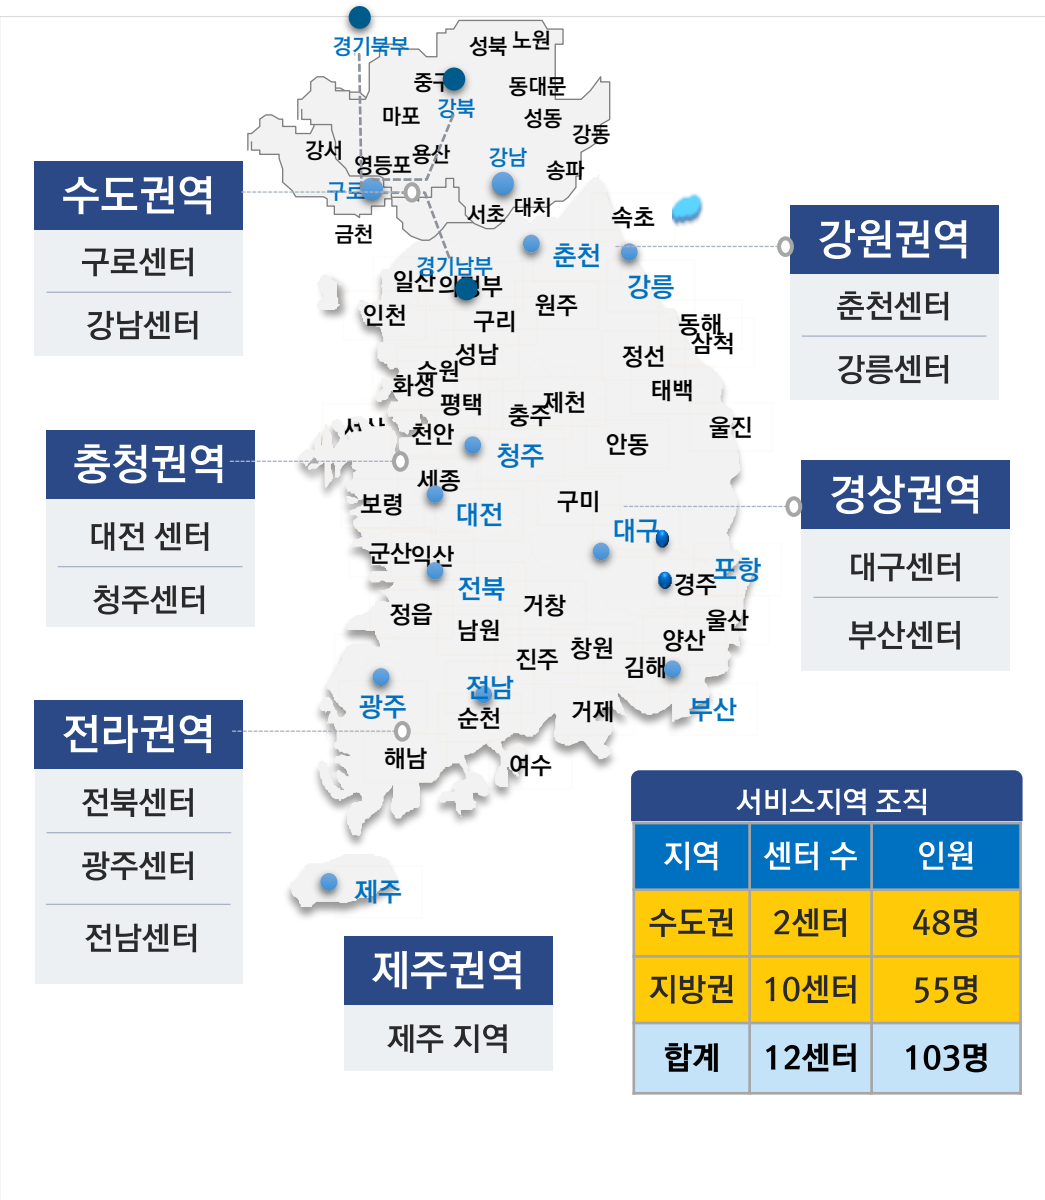 경기북부
성북 노원
중구
동대문
강북
마포
성동
강동
강서
영등포
용산
강남
송파
구로
서초
대치
속초
금천
수도권역
구로센터
강남센터
강원권역
춘천센터
강릉센터
춘천
강릉
경기남부
일산
인천
구리
원주
동해
삼척
성남
정선
수원
화성
평택
제천
충주
태백
울진
천안
안동
청주
충청권역
대전 센터
청주센터
세종
보령
대전
구미
대구
경상권역
대구센터
부산센터
군산
익산
전북
포항
경주
거창
정읍
남원
울산
양산
창원
진주
김해
전남
광주
순천
거제
부산
전라권역
전북센터
광주센터
전남센터
해남
여수
제주
제주권역
제주 지역
서비스지역 조직
지역 센터 수 인원
수도권 2센터 48명
지방권 10센터 55명
합계 12센터 103명